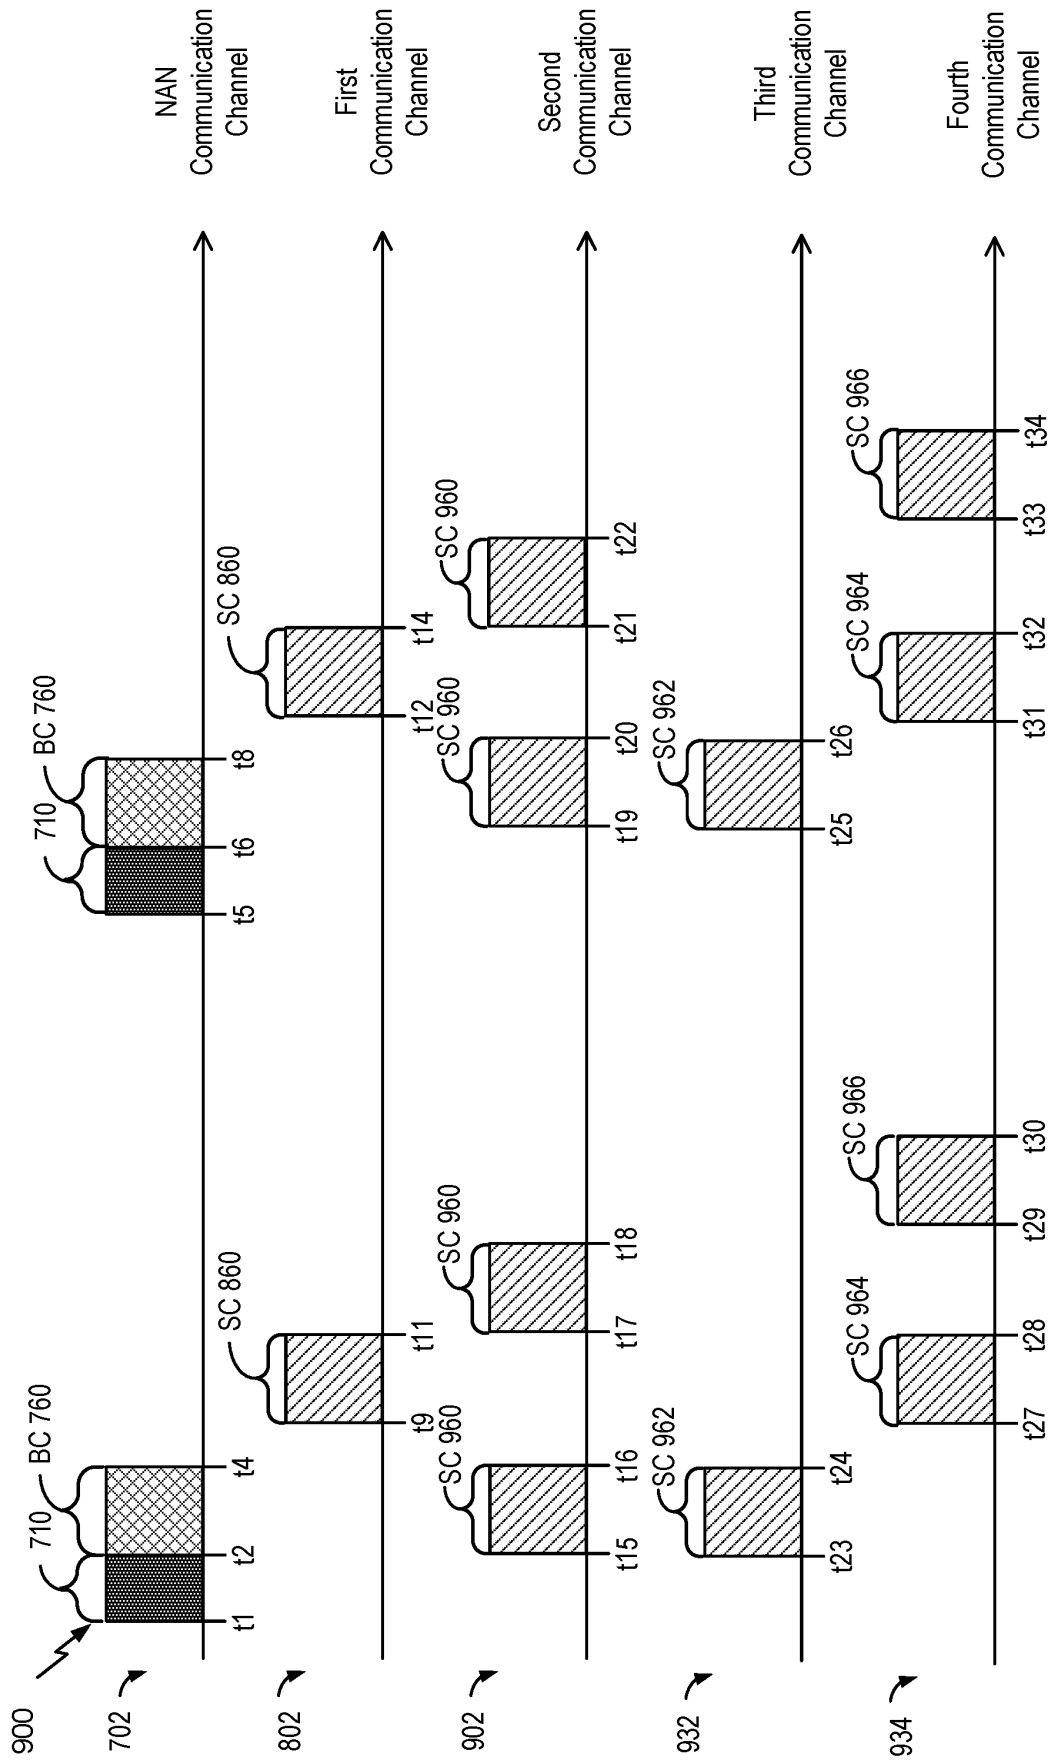 900
702
710
BC 760
710
BC 760
t1
t2
t4
t5
t6
t8
NAN
Communication
Channel
802
SC 860
SC 860
t9
t11
t12
t14
First
Communication
Channel
902
SC 960
SC 960
SC 960
SC 960
t15
t16
t17
t18
t19
t20
t21
t22
Second
Communication
Channel
932
SC 962
SC 962
t23
t24
t25
t26
Third
Communication
Channel
934
SC 964
SC 966
SC 964
SC 966
t27
t28
t29
t30
t31
t32
t33
t34
Fourth
Communication
Channel